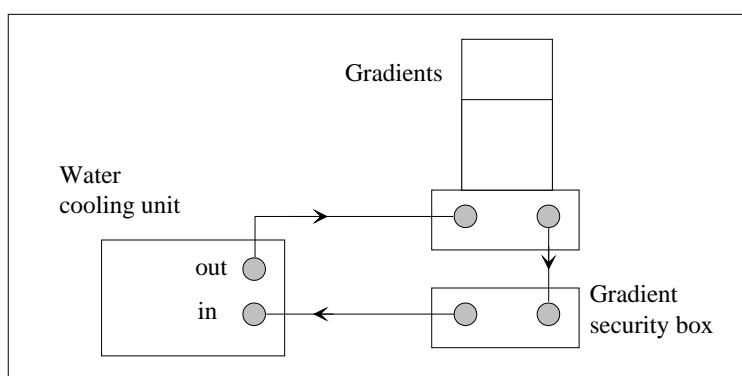 Gradients
Water
cooling unit
out
in
Gradient
security box